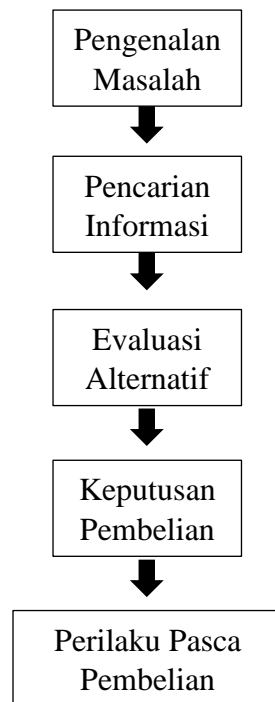 Pengenalan
Masalah
Pencarian
Informasi
Evaluasi
Alternatif
Keputusan
Pembelian
Perilaku Pasca
Pembelian